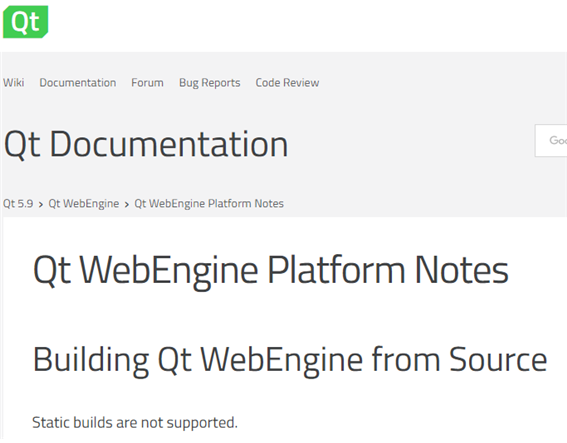 Qt
Wiki Documentation Forum Bug Reports Code Review
Qt Documentation
Goo
Qt 5.9 > Qt WebEngine > Qt WebEngine Platform Notes
Qt WebEngine Platform Notes
Building Qt WebEngine from Source
Static builds are not supported.